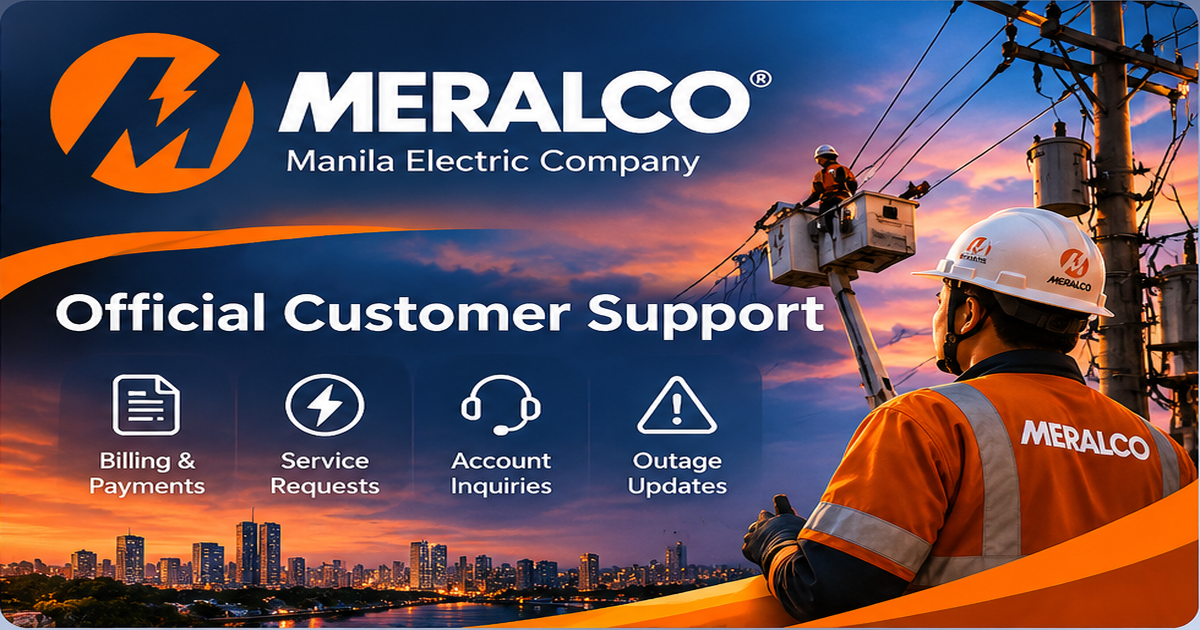 MERALCO®
Manila Electric Company
Official Customer Support
Billing &
Payments
Service
Requests
Account
Inquiries
Outage
Updates
MERALCO
MERALCO